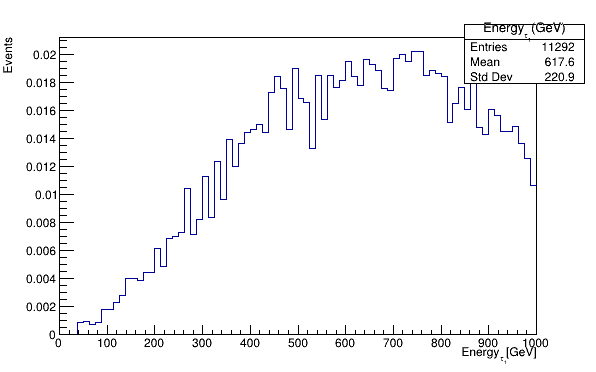 Energy_τ₁ (GeV)
Entries 11292
Mean 617.6
Std Dev 220.9
Events
0.02
0.018
0.016
0.014
0.012
0.01
0.008
0.006
0.004
0.002
0
0 100 200 300 400 500 600 700 800 900 1000
Energy_τ₁ [GeV]